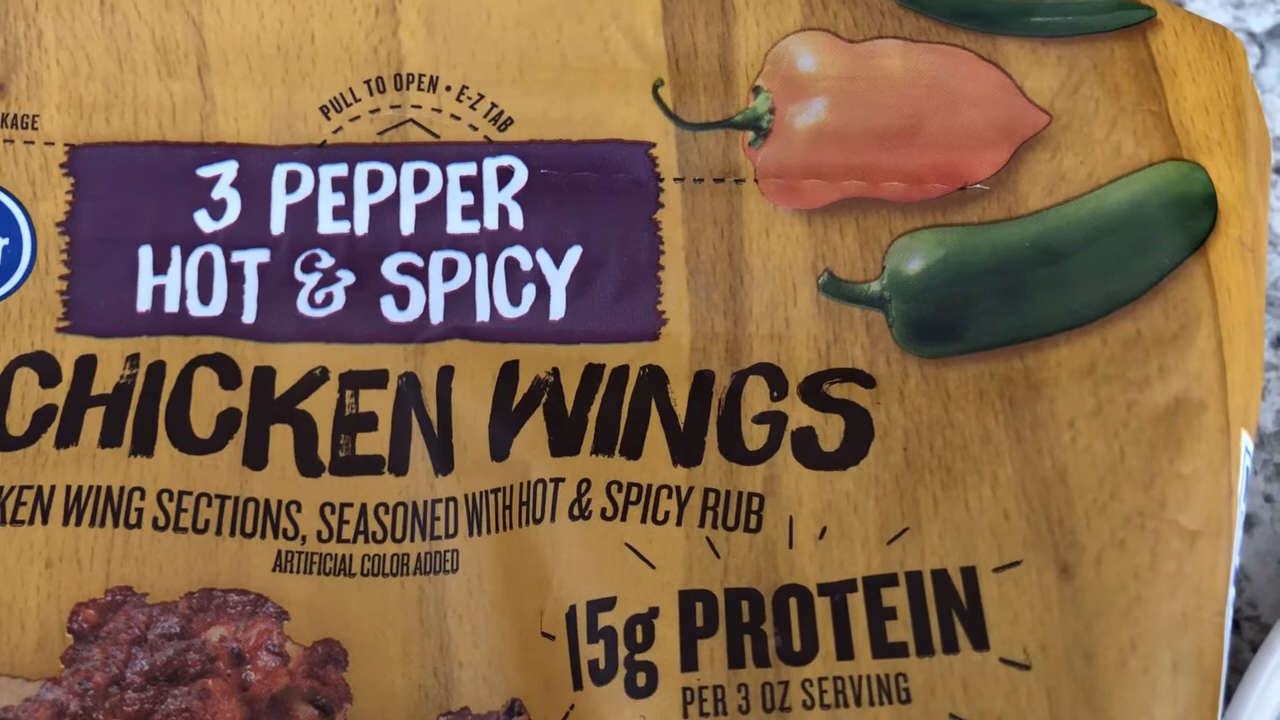 PULL TO OPEN • E-Z TAB
3 PEPPER
HOT & SPICY
CHICKEN WINGS
WING SECTIONS, SEASONED WITH HOT & SPICY RUB
ARTIFICIAL COLOR ADDED
15g PROTEIN
PER 3 OZ SERVING